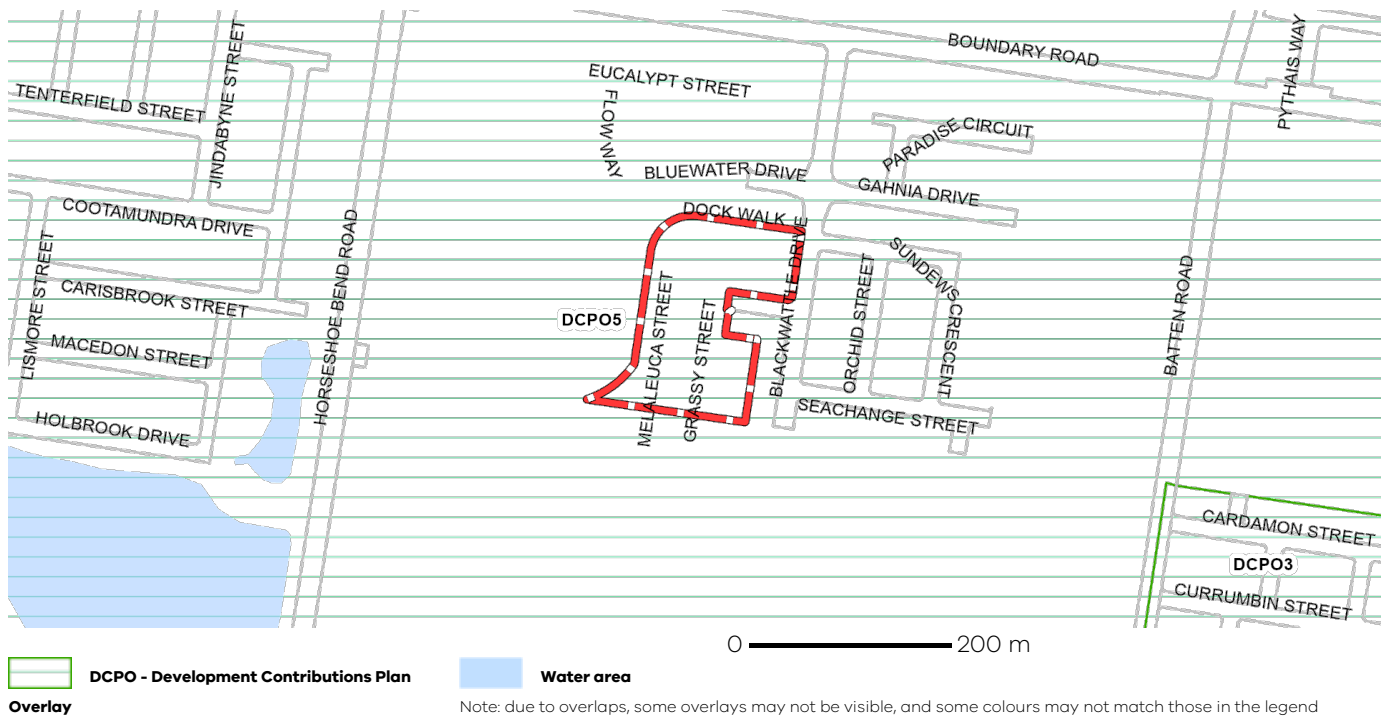 BOUNDARY ROAD
PYTHAIS WAY
EUCALYPT STREET
JINDABYNE STREET
TENTERFIELD STREET
FLOW WAY
PARADISE CIRCUIT
BLUEWATER DRIVE
GAHNIA DRIVE
COOTAMUNDRA DRIVE
DOCK WALK
HORSESHOE BEND ROAD
LISMORE STREET
BLACKWATTLE DRIVE
SUNDEWS CRESCENT
ORCHID STREET
BATTEN ROAD
CARISBROOK STREET
MELALEUCA STREET
GRASSY STREET
DCPO5
MACEDON STREET
SEACHANGE STREET
HOLBROOK DRIVE
CARDAMON STREET
DCPO3
CURRUMBIN STREET
0 200 m
DCPO - Development Contributions Plan
Overlay
Water area
Note: due to overlaps, some overlays may not be visible, and some colours may not match those in the legend